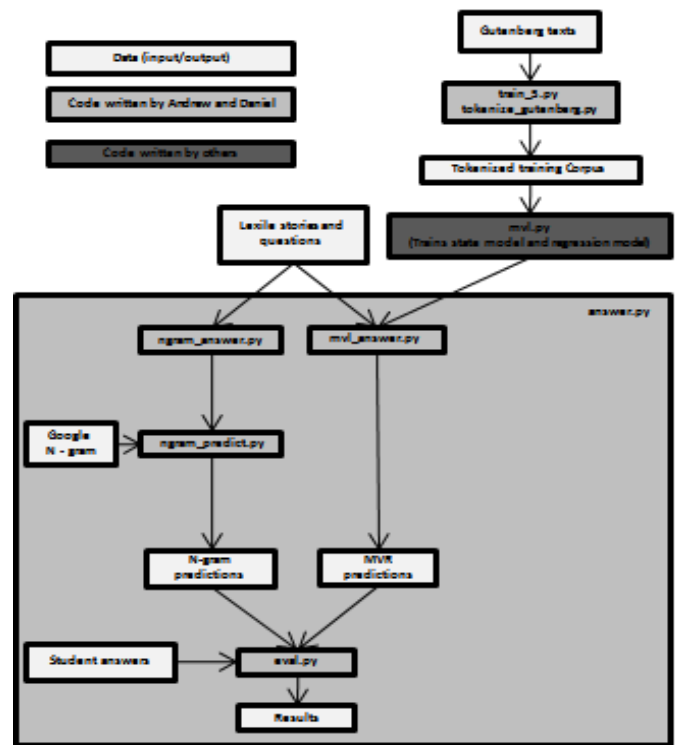 Gutenberg texts
Data (input/output)
Code written by Andrew and Daniel
train_5.py
tokenize_gutenberg.py
Code written by others
Tokenized training Corpus
Lexile stories and
questions
mvl.py
(Trains state model and regression model)
answer.py
ngram_answer.py
mvl_answer.py
Google
N - gram
ngram_predict.py
N-gram
predictions
MVR
predictions
Student answers
eval.py
Results